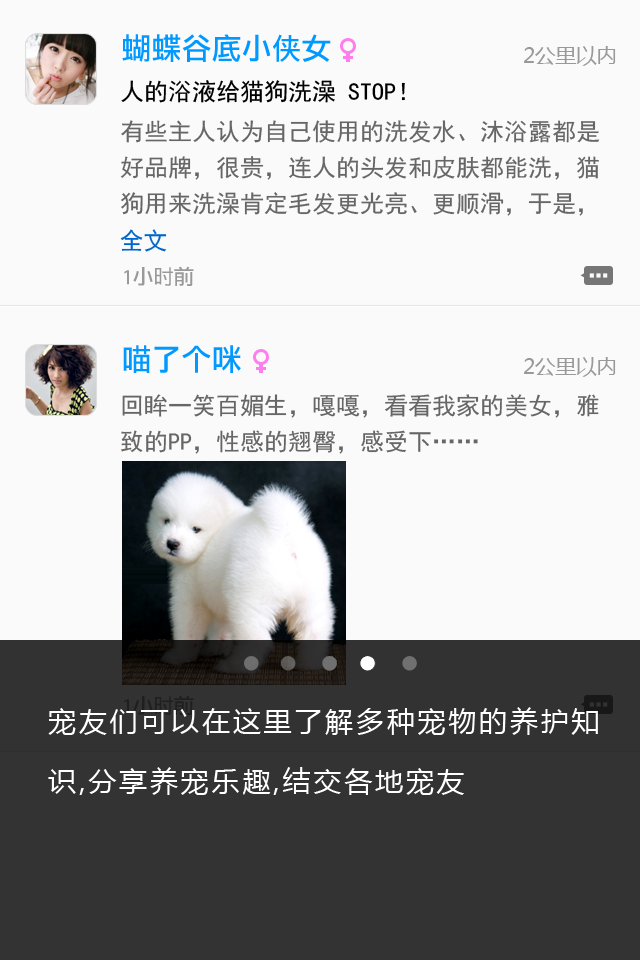 蝴蝶谷底小侠女
2公里以内
人的浴液给猫狗洗澡 STOP!
有些主人认为自己使用的洗发水、沐浴露都是
好品牌，很贵，连人的头发和皮肤都能洗，猫
狗用来洗澡肯定毛发更光亮、更顺滑，于是，
全文
1小时前
喵了个咪
2公里以内
回眸一笑百媚生，嘎嘎，看看我家的美女，雅
致的PP，性感的翘臀，感受下……
1小时前
宠友们可以在这里了解多种宠物的养护知
识,分享养宠乐趣,结交各地宠友